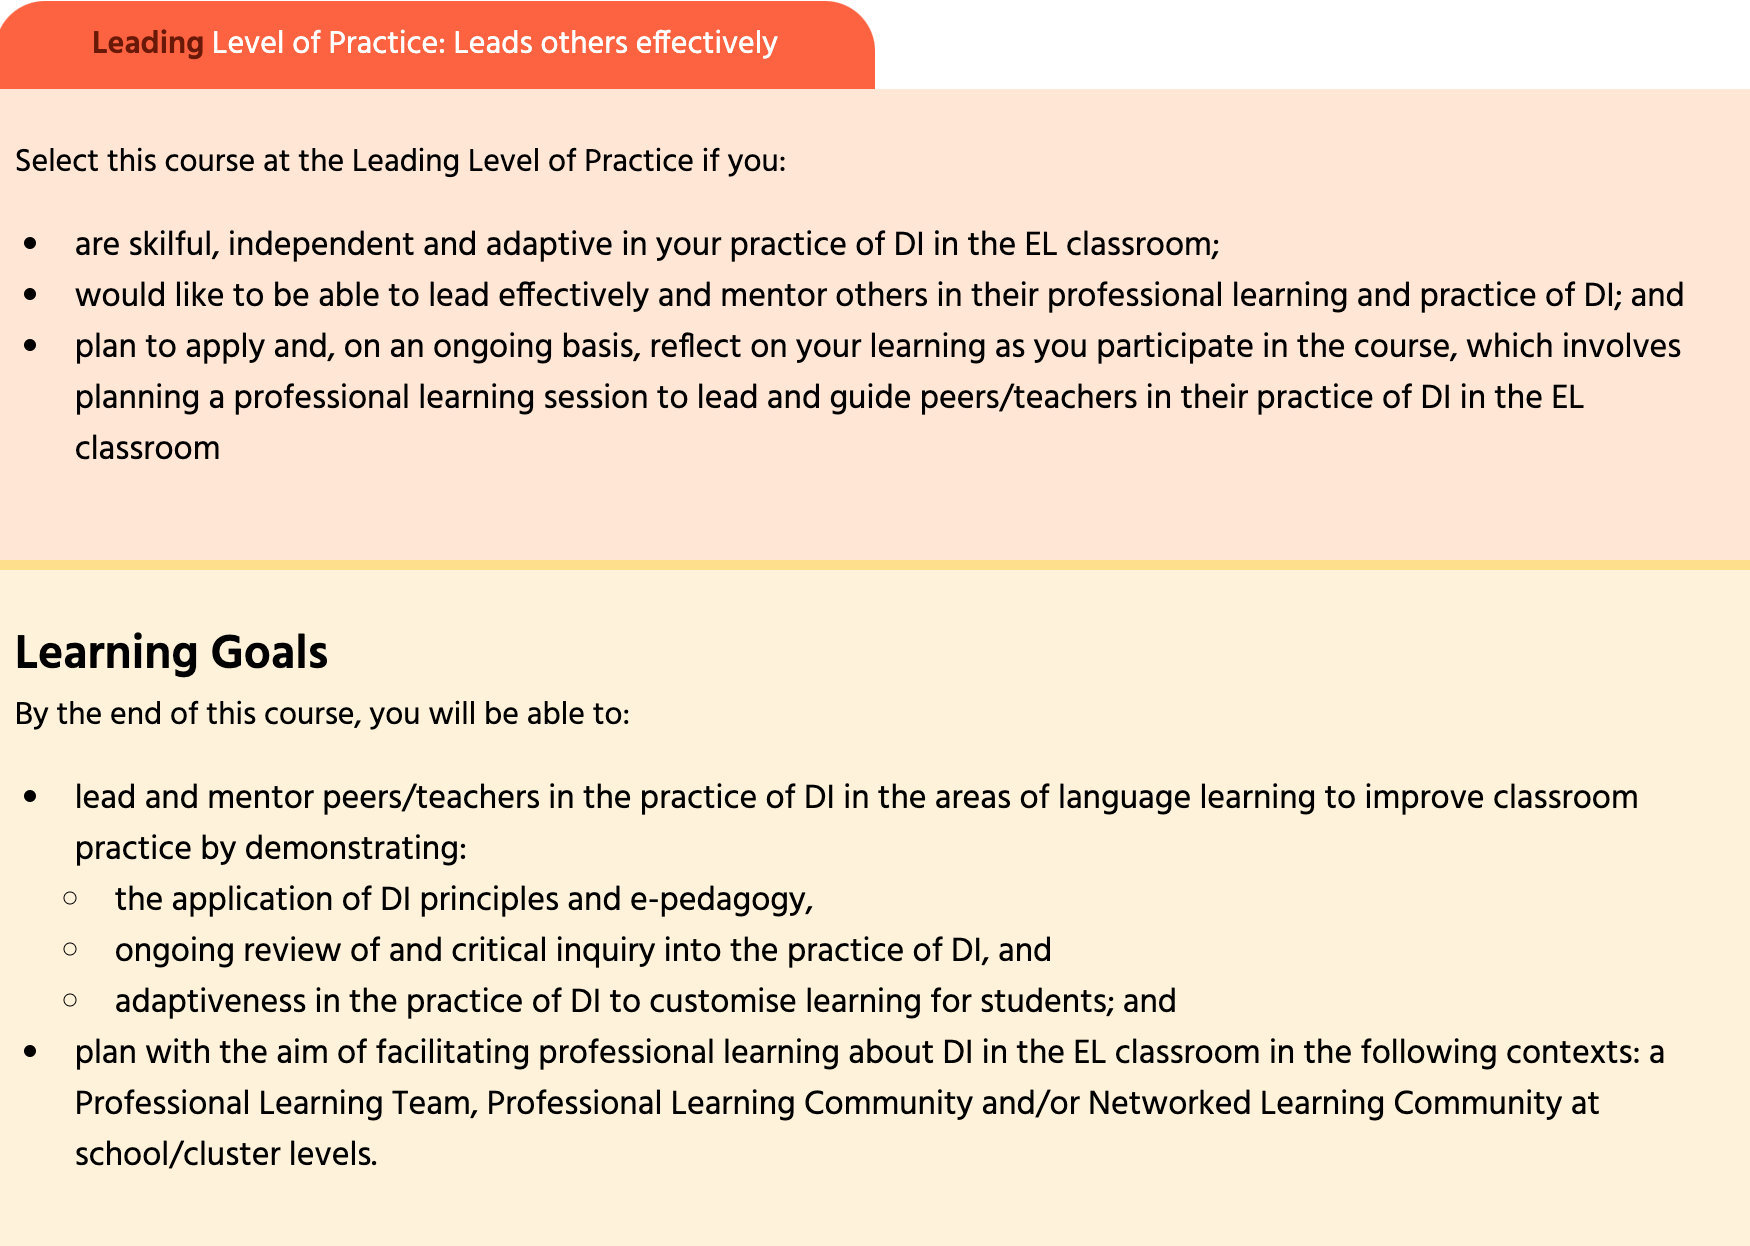 Leading Level of Practice: Leads others effectively
Select this course at the Leading Level of Practice if you:
• are skilful, independent and adaptive in your practice of DI in the EL classroom;
• would like to be able to lead effectively and mentor others in their professional learning and practice of DI; and
• plan to apply and, on an ongoing basis, reflect on your learning as you participate in the course, which involves
planning a professional learning session to lead and guide peers/teachers in their practice of DI in the EL
classroom
Learning Goals
By the end of this course, you will be able to:
• lead and mentor peers/teachers in the practice of DI in the areas of language learning to improve classroom
practice by demonstrating:
○ the application of DI principles and e-pedagogy,
○ ongoing review of and critical inquiry into the practice of DI, and
○ adaptiveness in the practice of DI to customise learning for students; and
• plan with the aim of facilitating professional learning about DI in the EL classroom in the following contexts: a
Professional Learning Team, Professional Learning Community and/or Networked Learning Community at
school/cluster levels.